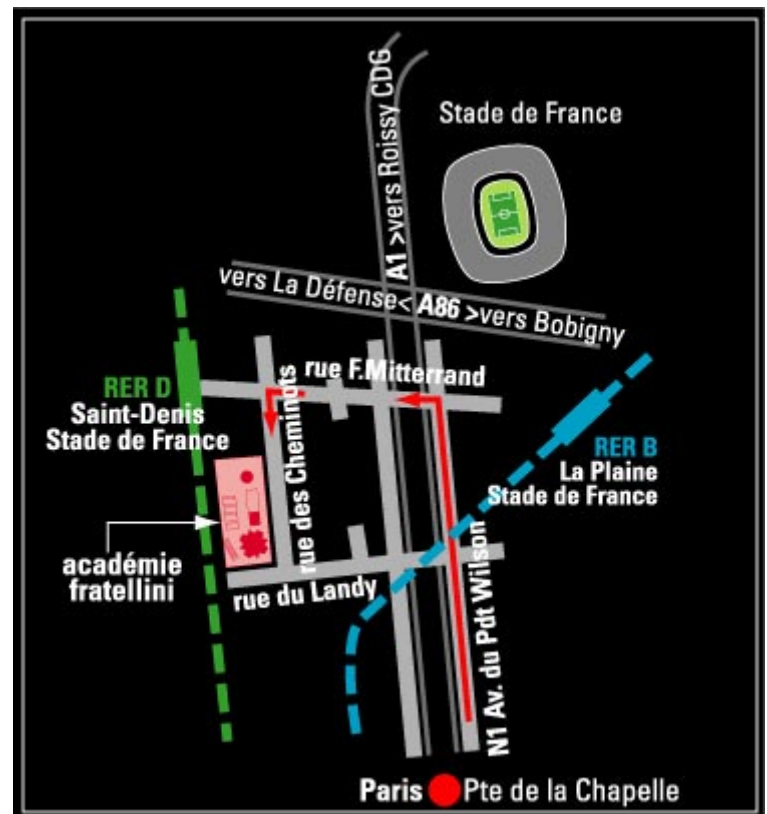 Stade de France
A1 >vers Roissy CDG
vers La Défense< A86 >vers Bobigny
rue F.Mitterrand
RER D
Saint-Denis
Stade de France
rue des Cheminots
RER B
La Plaine
Stade de France
académie
fratellini
rue du Landy
N1 Av. du Pdt Wilson
Paris Pte de la Chapelle